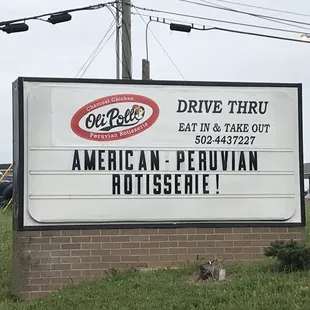 Charcoal Chicken
Oli Pollo
Peruvian Rotisserie
DRIVE THRU
EAT IN & TAKE OUT
502-4437227
AMERICAN - PERUVIAN
ROTISSERIE!